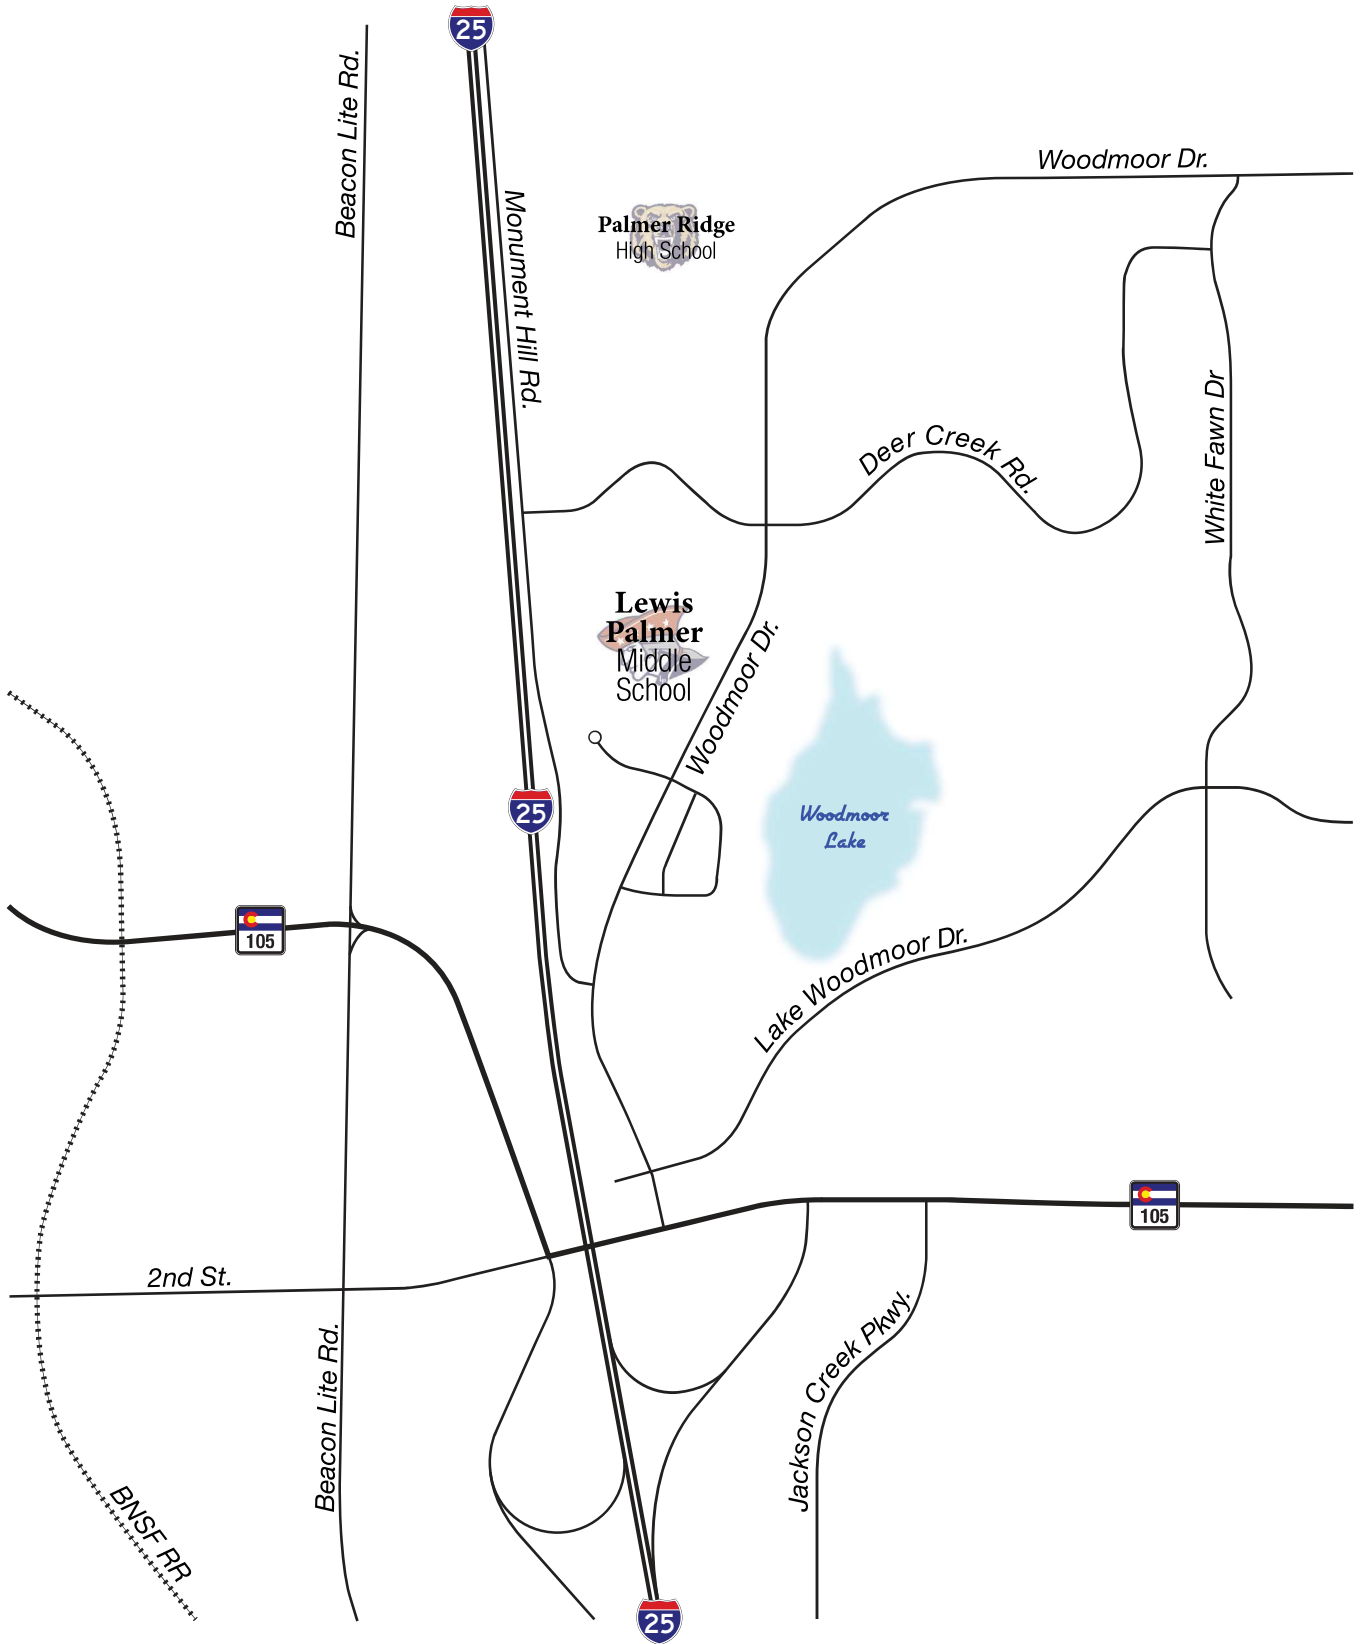 25
Beacon Lite Rd.
Woodmoor Dr.
Monument Hill Rd.
Palmer Ridge
High School
White Fawn Dr
Deer Creek Rd.
Lewis
Palmer
Middle
School
Woodmoor Dr.
25
Woodmoor
Lake
105
Lake Woodmoor Dr.
105
2nd St.
Jackson Creek Pkwy.
Beacon Lite Rd.
BNSF RR
25